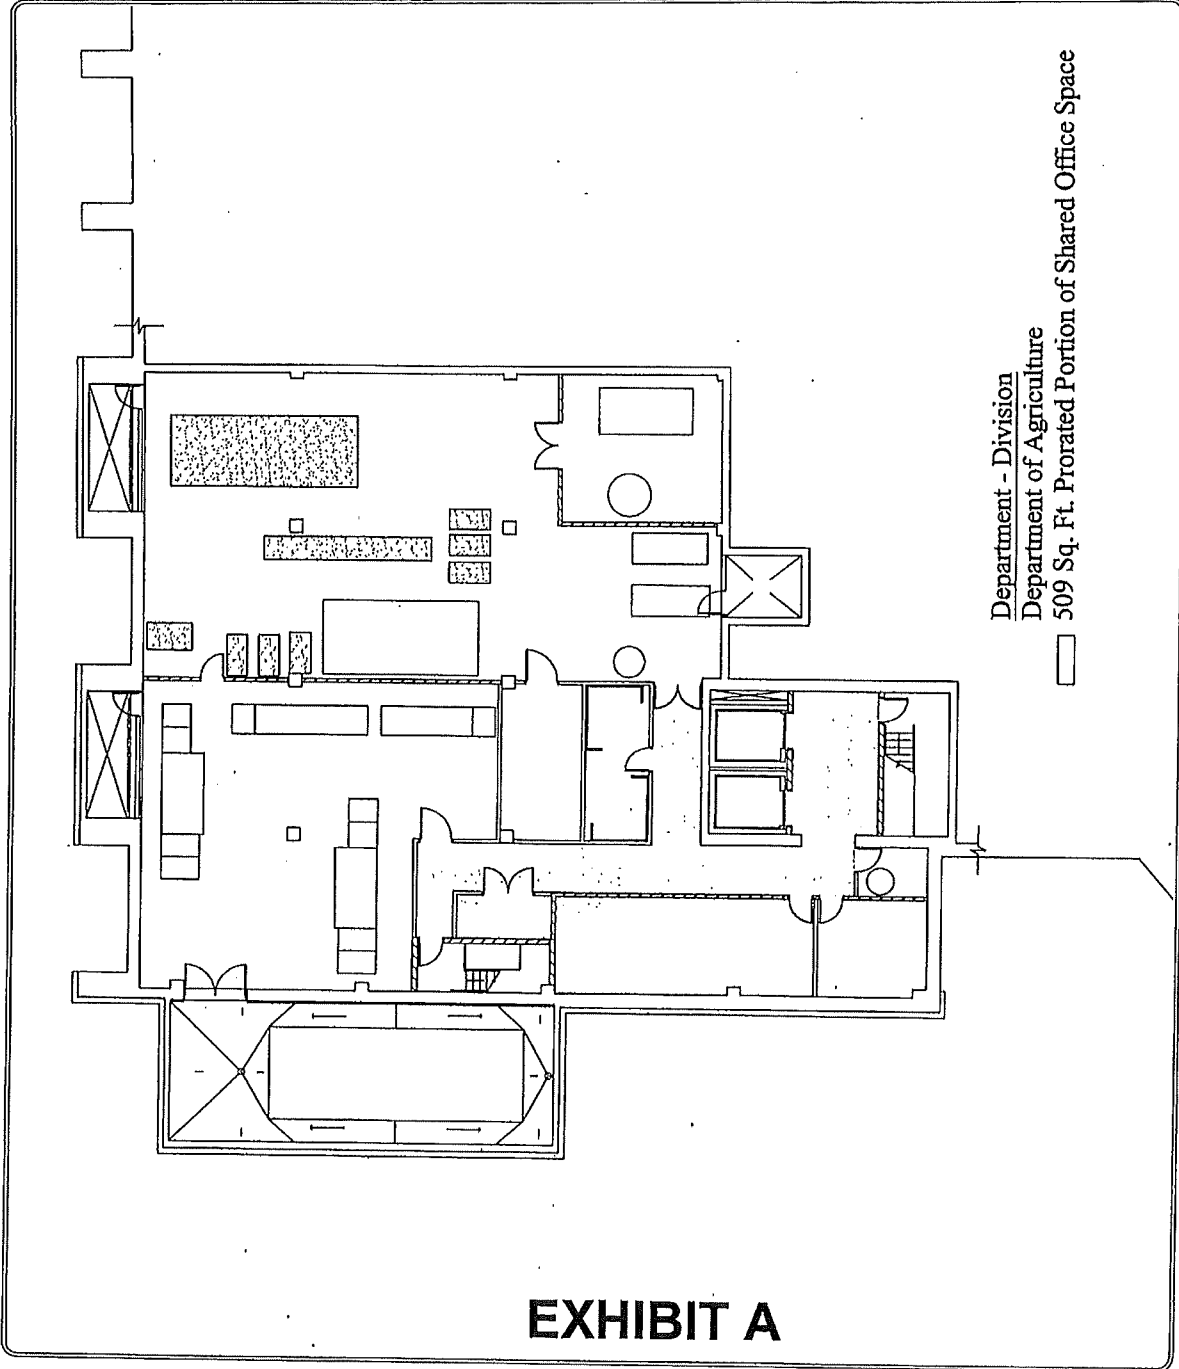 Department - Division
Department of Agriculture
509 Sq. Ft. Prorated Portion of Shared Office Space
EXHIBIT A